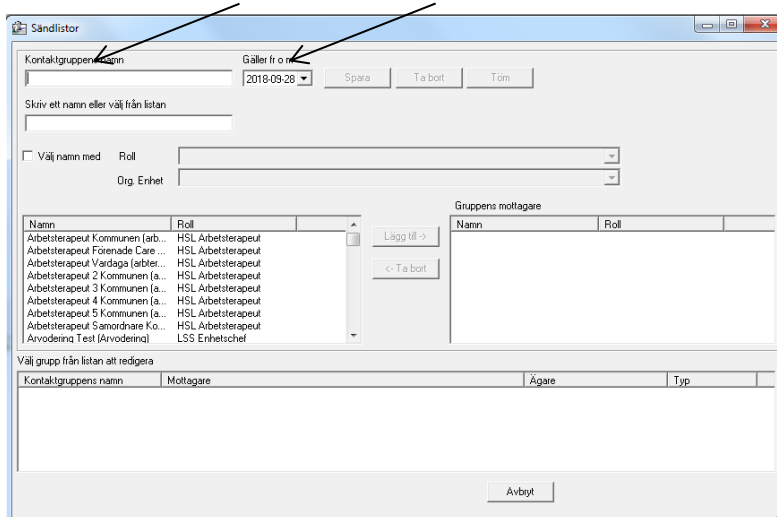 Sändlistor
Kontaktgruppens namn Gäller fr o m
2018-09-28 Spara Ta bort Töm
Skriv ett namn eller välj från listan
Välj namn med Roll
Org. Enhet
Gruppens mottagare
Namn Roll Namn Roll
Arbetsterapeut Kommunen (arb... HSL Arbetsterapeut Lägg till ->
Arbetsterapeut Förenade Care ... HSL Arbetsterapeut
Arbetsterapeut Vardaga (arbter... HSL Arbetsterapeut
Arbetsterapeut 2 Kommunen (a... HSL Arbetsterapeut <- Ta bort
Arbetsterapeut 3 Kommunen (a... HSL Arbetsterapeut
Arbetsterapeut 4 Kommunen (a... HSL Arbetsterapeut
Arbetsterapeut 5 Kommunen (a... HSL Arbetsterapeut
Arbetsterapeut Samordnare Ko... HSL Arbetsterapeut
Arvodering Test (Arvodering) LSS Enhetschef
Välj grupp från listan att redigera
Kontaktgruppens namn Mottagare Ägare Typ
Avbryt